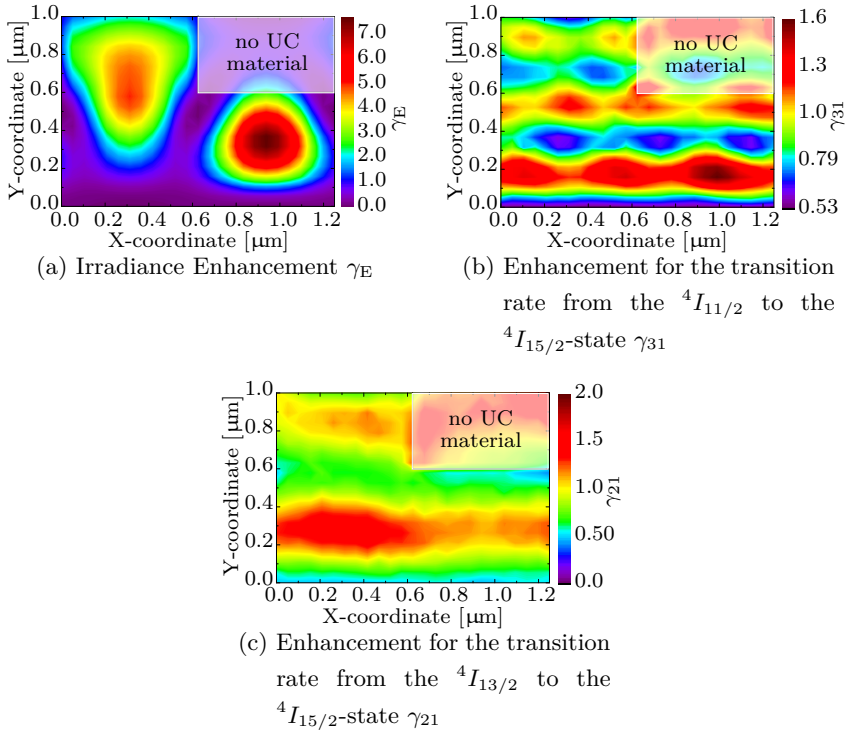 1.0
0.8
0.6
0.4
0.2
0.0
Y-coordinate [µm]
no UC
material
0.0 0.2 0.4 0.6 0.8 1.0 1.2
X-coordinate [µm]
7.0
6.0
5.0
4.0
3.0
2.0
1.0
0.0
γE
(a) Irradiance Enhancement γE
1.0
0.8
0.6
0.4
0.2
0.0
Y-coordinate [µm]
no UC
material
0.0 0.2 0.4 0.6 0.8 1.0 1.2
X-coordinate [µm]
1.6
1.3
1.0
0.79
0.53
γ31
(b) Enhancement for the transition
rate from the ⁴I11/2 to the
⁴I15/2-state γ31
1.0
0.8
0.6
0.4
0.2
0.0
Y-coordinate [µm]
no UC
material
0.0 0.2 0.4 0.6 0.8 1.0 1.2
X-coordinate [µm]
2.0
1.5
1.0
0.50
0.0
γ21
(c) Enhancement for the transition
rate from the ⁴I13/2 to the
⁴I15/2-state γ21